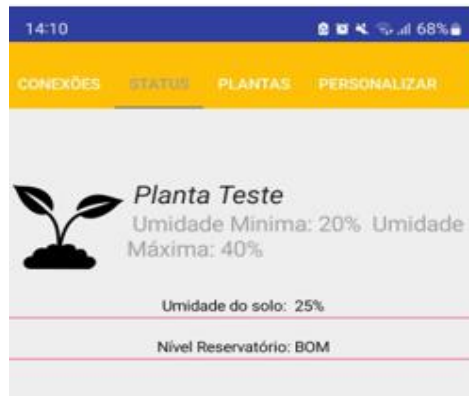 14:10 68%
CONEXÕES STATUS PLANTAS PERSONALIZAR
Planta Teste
Umidade Minima: 20% Umidade
Máxima: 40%
Umidade do solo: 25%
Nível Reservatório: BOM